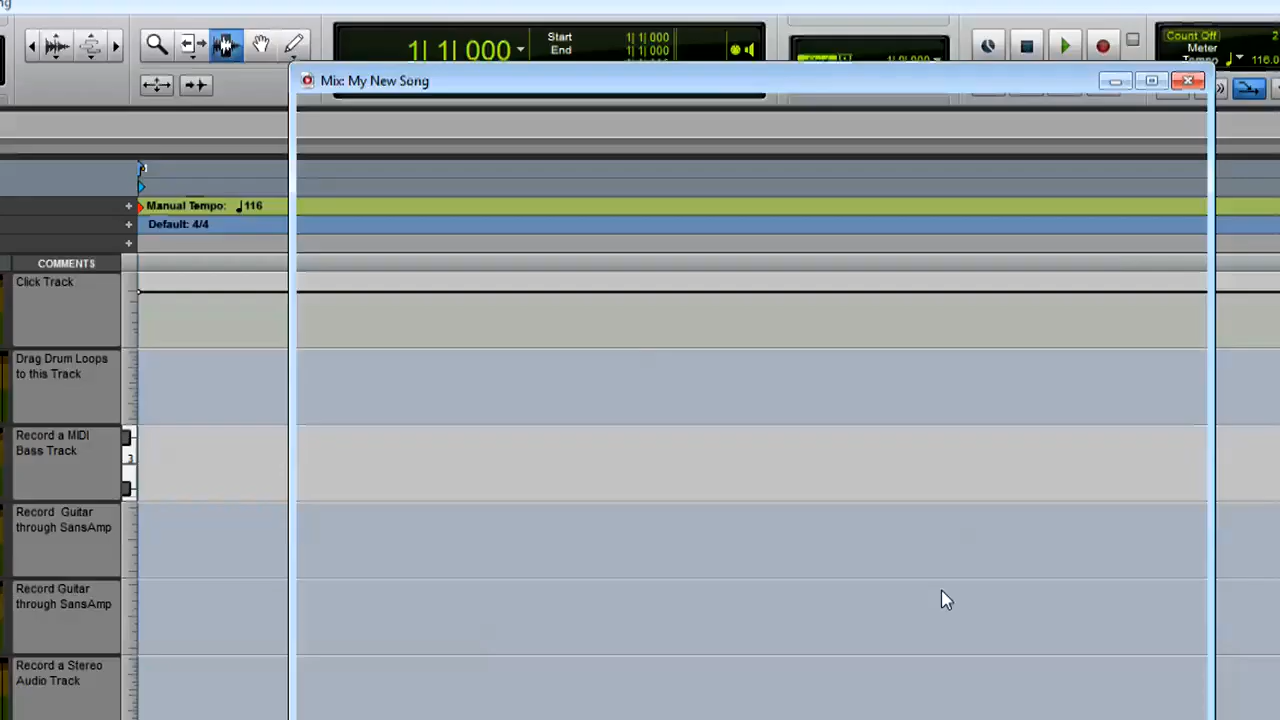 Start 1| 1| 000
1| 1| 000
End 1| 1| 000
Count Off 2
Meter
Tempo 116.0
Mix: My New Song
Manual Tempo: ♩116
Default: 4/4
COMMENTS
Click Track
Drag Drum Loops
to this Track
Record a MIDI
Bass Track
3
Record Guitar
through SansAmp
Record Guitar
through SansAmp
Record a Stereo
Audio Track